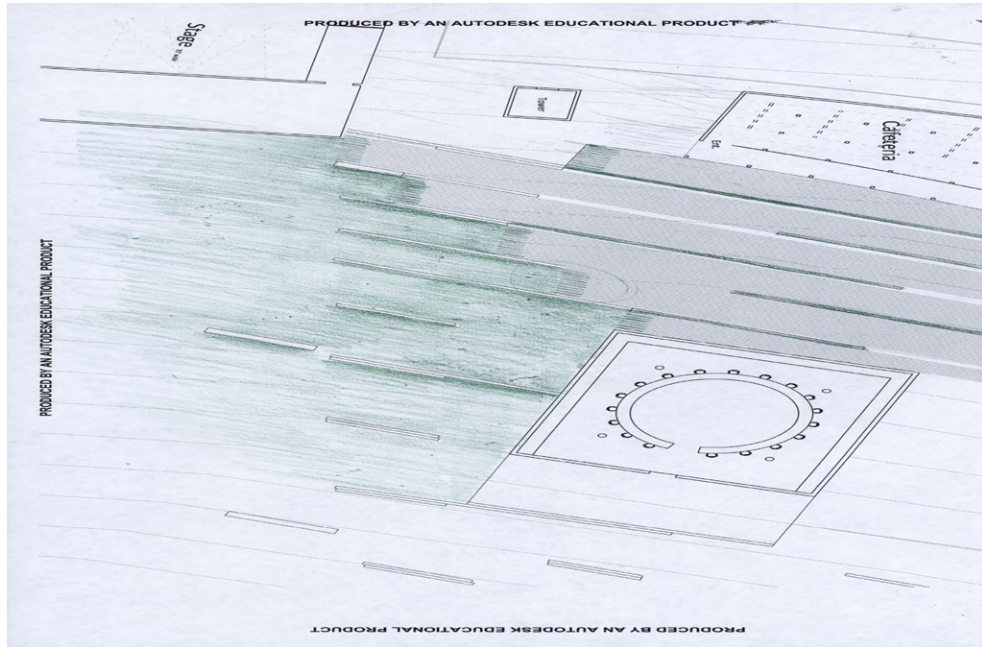 PRODUCED BY AN AUTODESK EDUCATIONAL PRODUCT
Stage
Tower
Cafeteria
Ent.
PRODUCED BY AN AUTODESK EDUCATIONAL PRODUCT
PRODUCED BY AN AUTODESK EDUCATIONAL PRODUCT